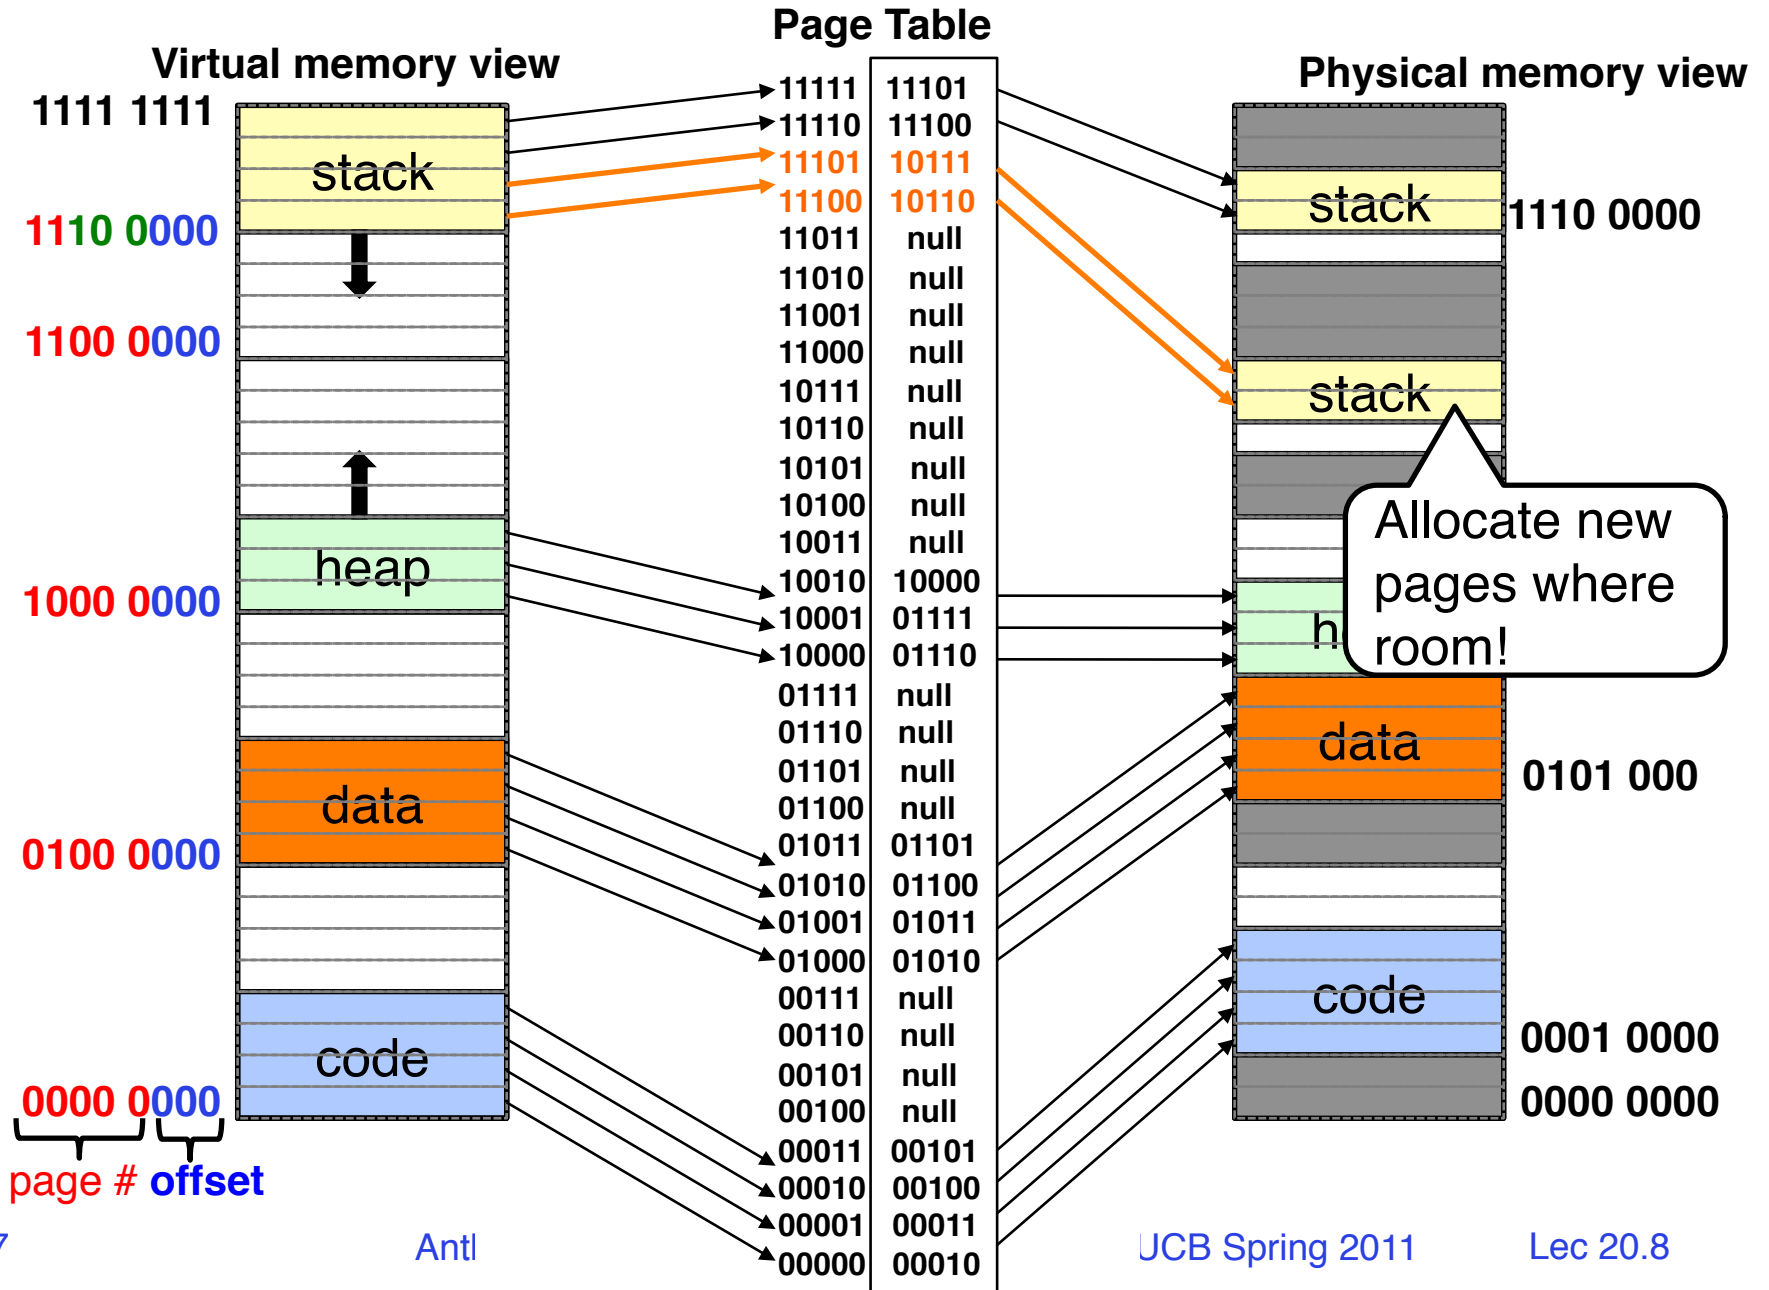 Page Table
Virtual memory view
Physical memory view
1111 1111
stack
1110 0000
1100 0000
heap
1000 0000
data
0100 0000
code
0000 0000
page # offset
11111 11101
11110 11100
11101 10111
11100 10110
11011 null
11010 null
11001 null
11000 null
10111 null
10110 null
10101 null
10100 null
10011 null
10010 10000
10001 01111
10000 01110
01111 null
01110 null
01101 null
01100 null
01011 01101
01010 01100
01001 01011
01000 01010
00111 null
00110 null
00101 null
00100 null
00011 00101
00010 00100
00001 00011
00000 00010
stack
1110 0000
stack
Allocate new
pages where
room!
h
data
0101 000
code
0001 0000
0000 0000
7
Ant
UCB Spring 2011
Lec 20.8